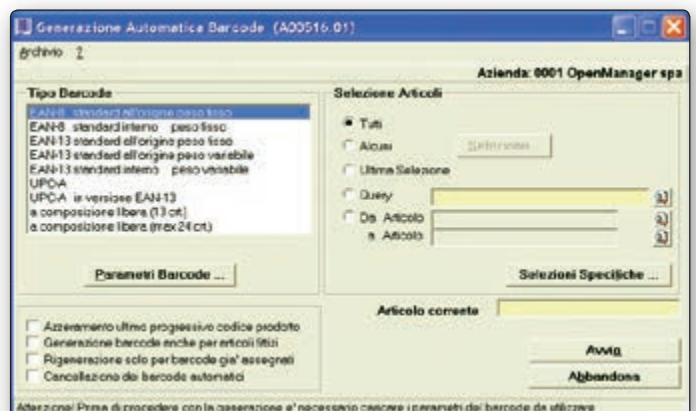 Generazione Automatica Barcode (A00516.01)
Archivio ?
Azienda: 0001 OpenManager spa
Tipo Barcode
EAN-8 standard all'origine peso fisso
EAN-8 standard interno peso fisso
EAN-13 standard all'origine peso fisso
EAN-13 standard all'origine peso variabile
EAN-13 standard interno peso variabile
UPC-A
UPC-A in versione EAN-13
a composizione libera (13 crt)
a composizione libera (max 24 crt)
Parametri Barcode ...
Selezione Articoli
Tutti
Alcuni
Selezione
Ultima Selezione
Query
Da Articolo
a Articolo
Selezioni Specifiche ...
Articolo corrente
Azzeramento ultimo progressivo codice prodotto
Generazione barcode anche per articoli fittizi
Rigenerazione solo per barcode gia' assegnati
Cancellazione dei barcode automatici
Avvia
Abbandona
Attenzione! Prima di procedere con la generazione e' necessario caricare i parametri del barcode da utilizzare